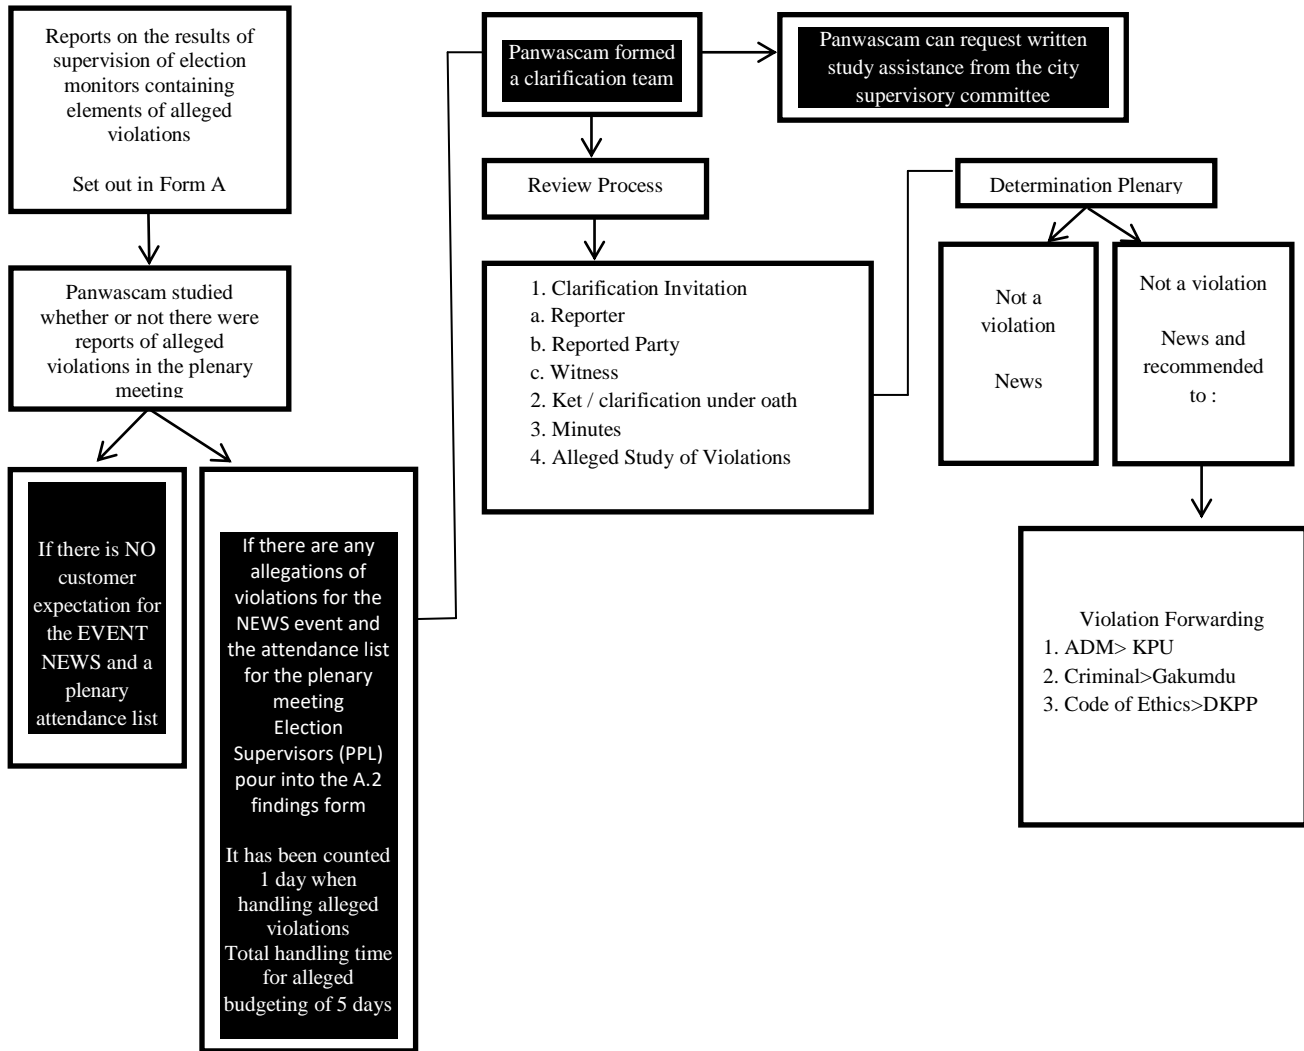 Reports on the results of
supervision of election
monitors containing
elements of alleged
violations
Set out in Form A
Panwascam studied
whether or not there were
reports of alleged
violations in the plenary
meeting
If there is NO
customer
expectation for
the EVENT
NEWS and a
plenary
attendance list
If there are any
allegations of
violations for the
NEWS event and
the attendance list
for the plenary
meeting
Election
Supervisors (PPL)
pour into the A.2
findings form
It has been counted
1 day when
handling alleged
violations
Total handling time
for alleged
budgeting of 5 days
Panwascam formed
a clarification team
Panwascam can request written
study assistance from the city
supervisory committee
Review Process
1. Clarification Invitation
a. Reporter
b. Reported Party
c. Witness
2. Ket / clarification under oath
3. Minutes
4. Alleged Study of Violations
Determination Plenary
Not a
violation
News
Not a violation
News and
recommended
to :
Violation Forwarding
1. ADM> KPU
2. Criminal>Gakumdu
3. Code of Ethics>DKPP